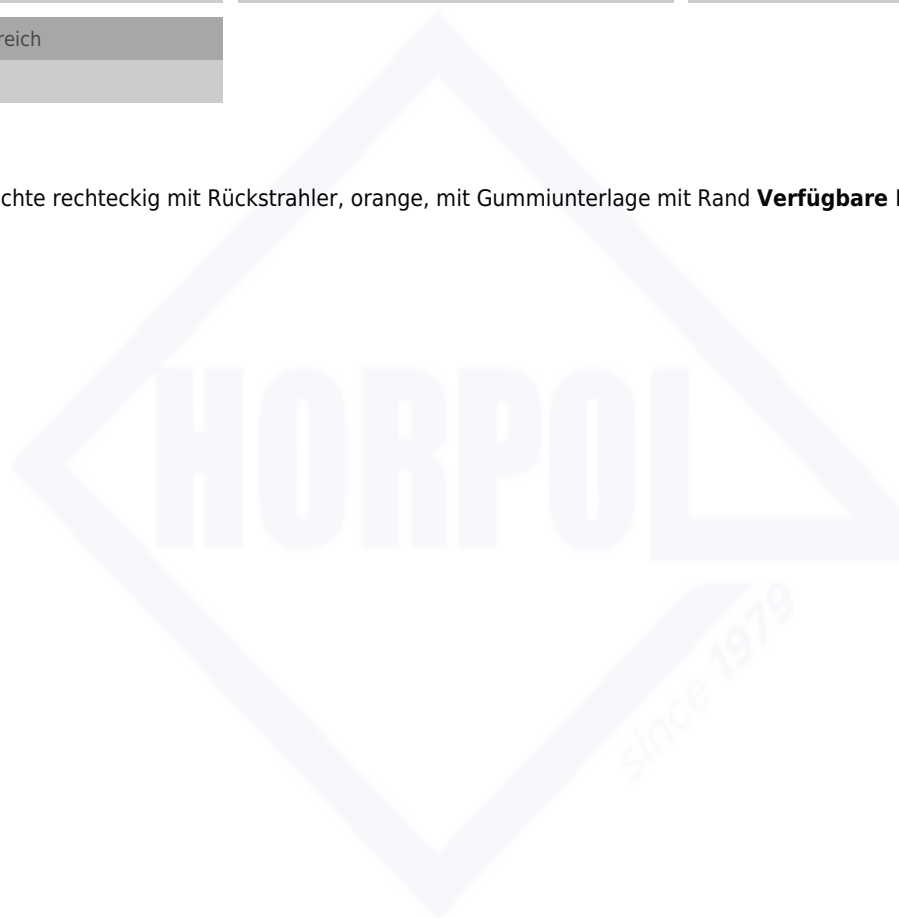 reich
chte rechteckig mit Rückstrahler, orange, mit Gummiunterlage mit Rand Verfügbare
HORPOL
since 1979